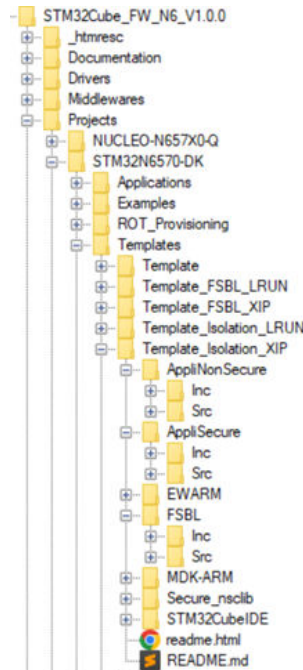 STM32Cube_FW_N6_V1.0.0
_htmresc
Documentation
Drivers
Middlewares
Projects
NUCLEO-N657X0-Q
STM32N6570-DK
Applications
Examples
ROT_Provisioning
Templates
Template
Template_FSBL_LRUN
Template_FSBL_XIP
Template_Isolation_LRUN
Template_Isolation_XIP
AppliNonSecure
Inc
Src
AppliSecure
Inc
Src
EWARM
FSBL
Inc
Src
MDK-ARM
Secure_nsclib
STM32CubeIDE
readme.html
README.md